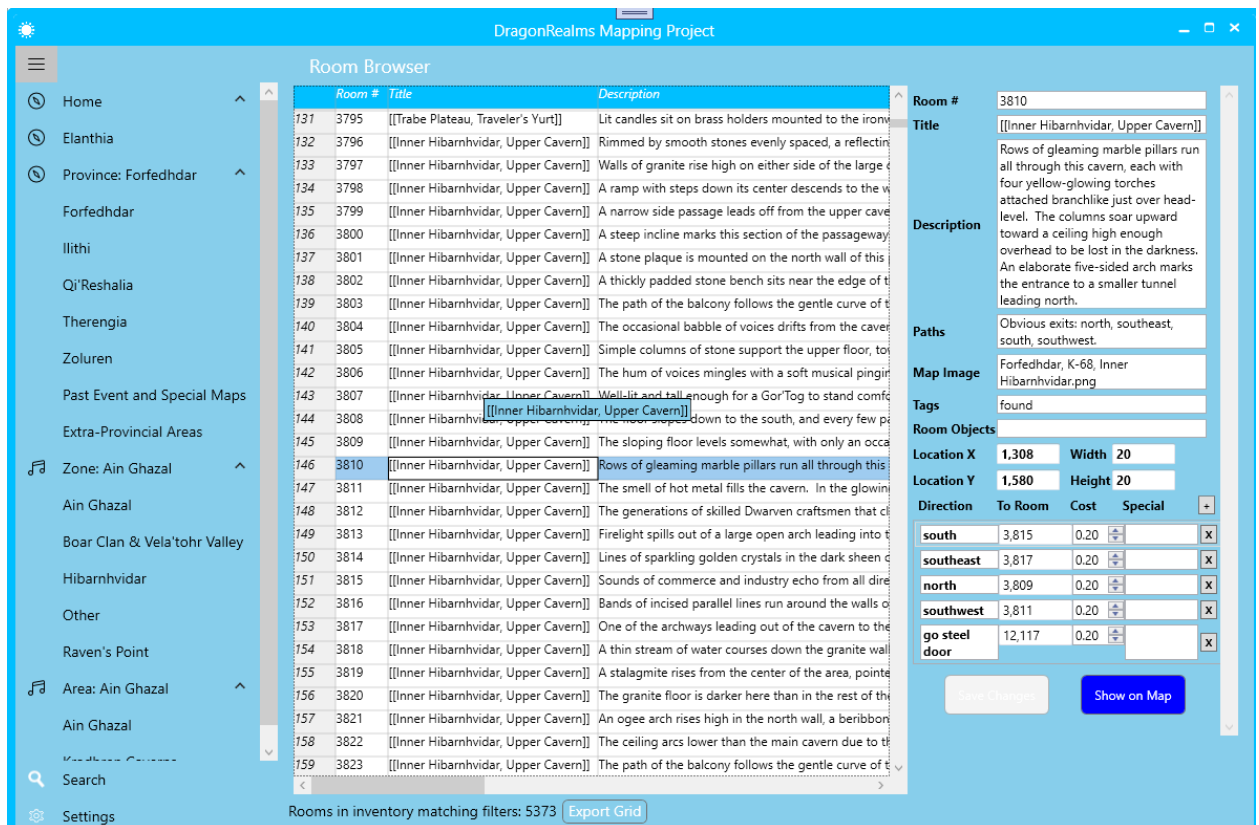 DragonRealms Mapping Project
Room Browser
Home
Elanthia
Province: Forfedhdar
Forfedhdar
Ilithi
Qi'Reshalia
Therengia
Zoluren
Past Event and Special Maps
Extra-Provincial Areas
Zone: Ain Ghazal
Ain Ghazal
Boar Clan & Vela'tohr Valley
Hibarnhvidar
Other
Raven's Point
Area: Ain Ghazal
Ain Ghazal
Search
Settings
Room # Title Description
131 3795 [[Trabe Plateau, Traveler's Yurt]] Lit candles sit on brass holders mounted to the
132 3796 [[Inner Hibarnhvidar, Upper Cavern]] Rimmed by smooth stones evenly spaced, a
133 3797 [[Inner Hibarnhvidar, Upper Cavern]] Walls of granite rise high on either side of the large
134 3798 [[Inner Hibarnhvidar, Upper Cavern]] A ramp with steps down its center descends to the
135 3799 [[Inner Hibarnhvidar, Upper Cavern]] A narrow side passage leads off from the upper
136 3800 [[Inner Hibarnhvidar, Upper Cavern]] A steep incline marks this section of the passageway
137 3801 [[Inner Hibarnhvidar, Upper Cavern]] A stone plaque is mounted on the north wall of this
138 3802 [[Inner Hibarnhvidar, Upper Cavern]] A thickly padded stone bench sits near the edge of
139 3803 [[Inner Hibarnhvidar, Upper Cavern]] The path of the balcony follows the gentle curve of
140 3804 [[Inner Hibarnhvidar, Upper Cavern]] The occasional babble of voices drifts from the
141 3805 [[Inner Hibarnhvidar, Upper Cavern]] Simple columns of stone support the upper floor,
142 3806 [[Inner Hibarnhvidar, Upper Cavern]] The hum of voices mingles with a soft musical
143 3807 [[Inner Hibarnhvidar, Upper Cavern]] Well-lit and tall enough for a Gor'Tog to stand
[[Inner Hibarnhvidar, Upper Cavern]]
144 3808 [[Inner down to the south, and every few
145 3809 [[Inner Hibarnhvidar, Upper Cavern]] The sloping floor levels somewhat, with only an
146 3810 [[Inner Hibarnhvidar, Upper Cavern]] Rows of gleaming marble pillars run all through this
147 3811 [[Inner Hibarnhvidar, Upper Cavern]] The smell of hot metal fills the cavern. In the
148 3812 [[Inner Hibarnhvidar, Upper Cavern]] The generations of skilled Dwarven craftsmen that
149 3813 [[Inner Hibarnhvidar, Upper Cavern]] Firelight spills out of a large open arch leading into
150 3814 [[Inner Hibarnhvidar, Upper Cavern]] Lines of sparkling golden crystals in the dark sheen
151 3815 [[Inner Hibarnhvidar, Upper Cavern]] Sounds of commerce and industry echo from all
152 3816 [[Inner Hibarnhvidar, Upper Cavern]] Bands of incised parallel lines run around the walls
153 3817 [[Inner Hibarnhvidar, Upper Cavern]] One of the archways leading out of the cavern to the
154 3818 [[Inner Hibarnhvidar, Upper Cavern]] A thin stream of water courses down the granite
155 3819 [[Inner Hibarnhvidar, Upper Cavern]] A stalagmite rises from the center of the area,
156 3820 [[Inner Hibarnhvidar, Upper Cavern]] The granite floor is darker here than in the rest of
157 3821 [[Inner Hibarnhvidar, Upper Cavern]] An ogee arch rises high in the north wall, a
158 3822 [[Inner Hibarnhvidar, Upper Cavern]] The ceiling arcs lower than the main cavern due to
159 3823 [[Inner Hibarnhvidar, Upper Cavern]] The path of the balcony follows the gentle curve of
Rooms in inventory matching filters: 5373 Export Grid
Room # 3810
Title [[Inner Hibarnhvidar, Upper Cavern]]
Description
Rows of gleaming marble pillars run
all through this cavern, each with
four yellow-glowing torches
attached branchlike just over head-
level. The columns soar upward
toward a ceiling high enough
overhead to be lost in the darkness.
An elaborate five-sided arch marks
the entrance to a smaller tunnel
leading north.
Paths
Obvious exits: north, southeast,
south, southwest.
Map Image
Forfedhdar, K-68, Inner
Hibarnhvidar.png
Tags found
Room Objects
Location X 1,308 Width 20
Location Y 1,580 Height 20
Direction To Room Cost Special +
south 3,815 0.20 X
southeast 3,817 0.20 X
north 3,809 0.20 X
southwest 3,811 0.20 X
go steel 12,117 0.20 X
door
Save Changes Show on Map